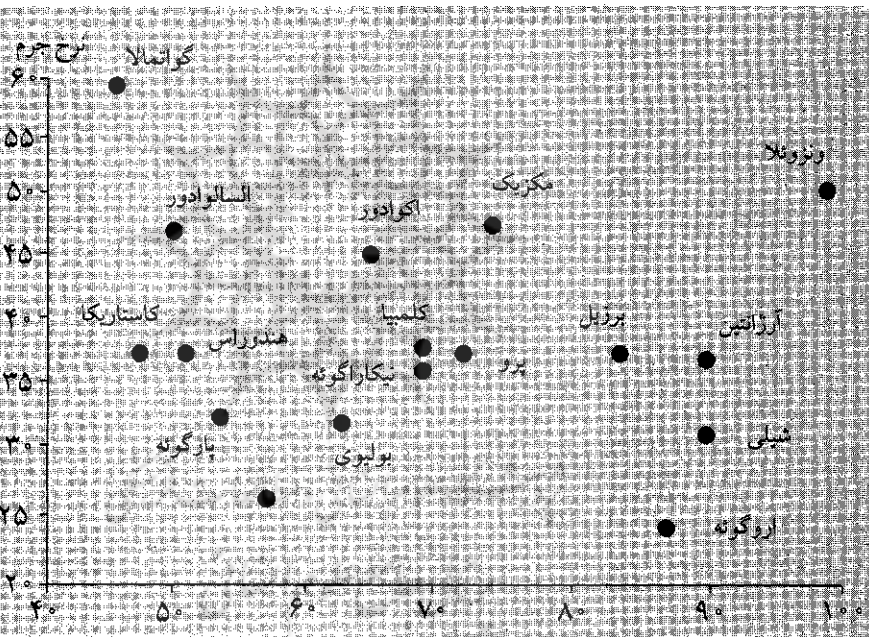 نرخ جرم
گواتمالا
۶۰
۵۵
ونزوئلا
۵۰
السالوادور
مکزیک
اکوادور
۴۵
۴۰
کاستاریکا
کلمبیا
برزیل
آرژانتین
هندوراس
۳۵
نیکاراگوئه
پرو
۳۰
پارگوئه
بولیوی
شیلی
۲۵
اروگوئه
۲۰
۴۰ ۵۰ ۶۰ ۷۰ ۸۰ ۹۰ ۱۰۰